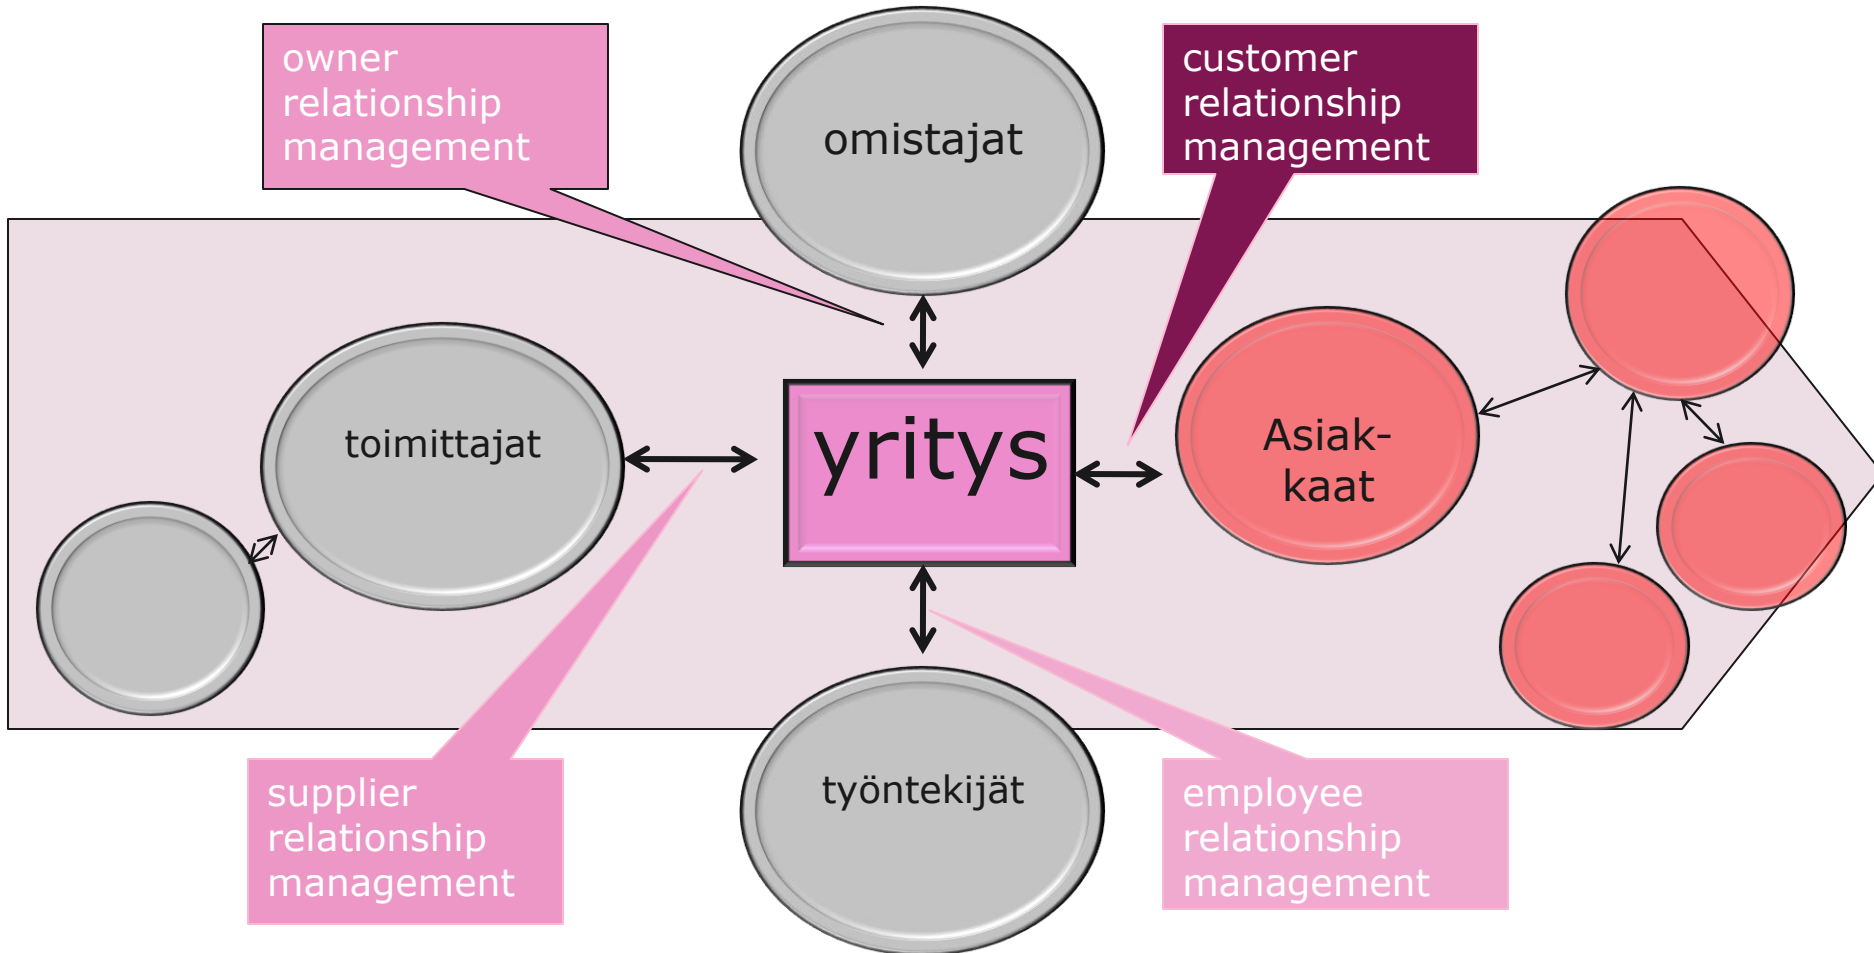 owner
relationship
management
omistajat
customer
relationship
management
toimittajat
yritys
Asiak-
kaat
supplier
relationship
management
työntekijät
employee
relationship
management